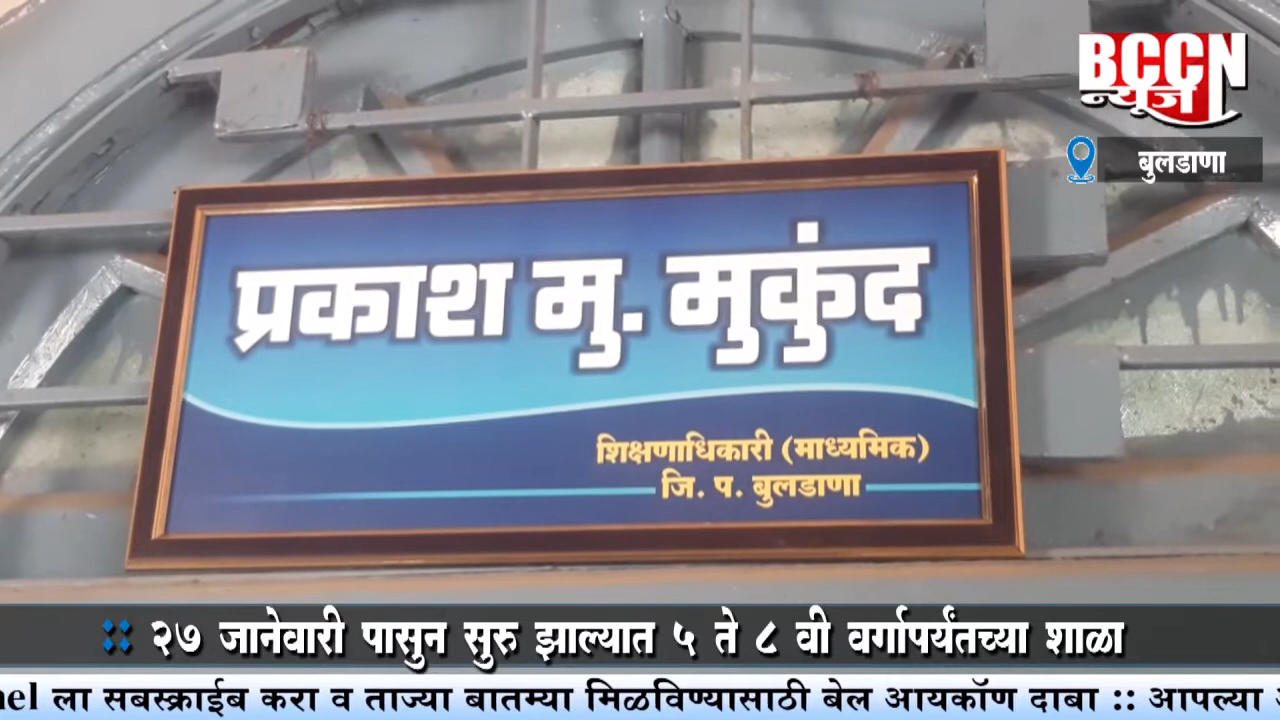 BCCN
न्यूज
बुलडाणा
प्रकाश मु. मुकुंद
शिक्षणाधिकारी (माध्यमिक)
जि. प. बुलडाणा
:: २७ जानेवारी पासुन सुरु झाल्यात ५ ते ८ वी वर्गापर्यंतच्या शाळा
ला सबस्क्राईब करा व ताज्या बातम्या मिळविण्यासाठी बेल आयकॉण दाबा :: आपल्या